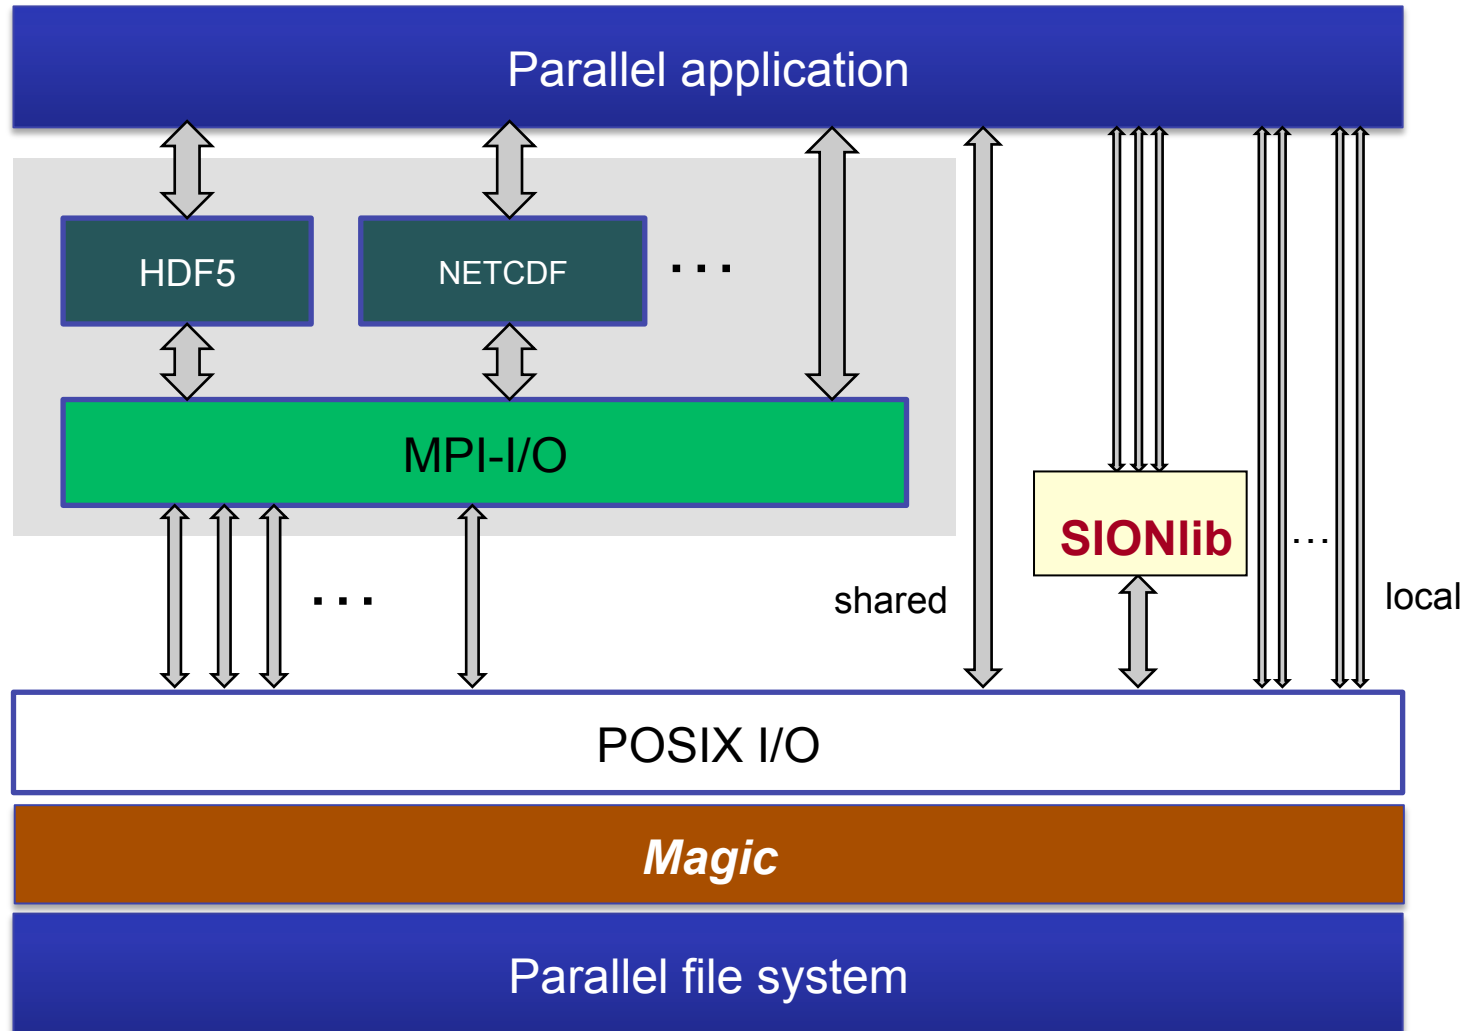 Parallel application
HDF5
NETCDF
...
MPI-I/O
SIONlib
...
...
shared
local
POSIX I/O
Magic
Parallel file system